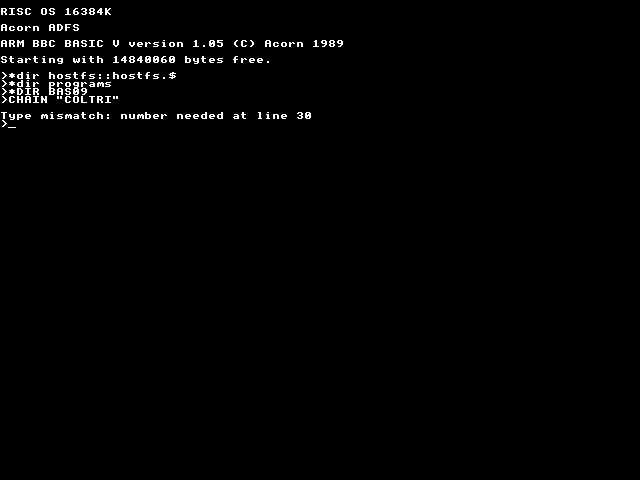 RISC OS 16384K
Acorn ADFS
ARM BBC BASIC V version 1.05 (C) Acorn 1989
Starting with 14840060 bytes free.
>*dir hostfs::hostfs.$
>*dir programs
>*DIR BAS09
>CHAIN "COLTRI"
Type mismatch: number needed at line 30
>_